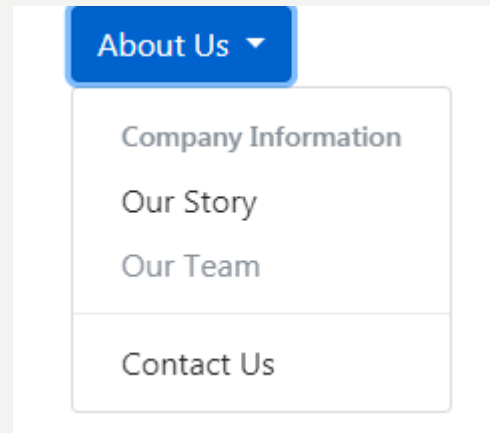 About Us
Company Information
Our Story
Our Team
Contact Us